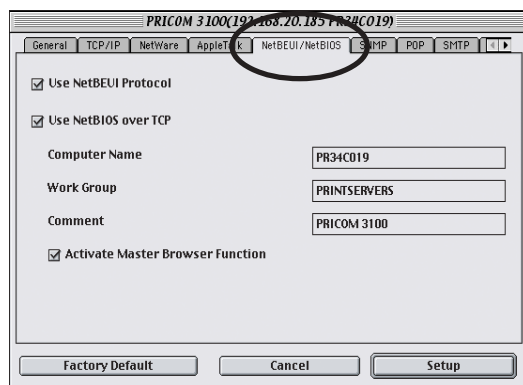 PRICOM 3100(192.168.20.185 PR34C019)
General TCP/IP NetWare AppleTalk NetBEUI/NetBIOS SNMP POP SMTP
Use NetBEUI Protocol
Use NetBIOS over TCP
Computer Name PR34C019
Work Group PRINTSERVERS
Comment PRICOM 3100
Activate Master Browser Function
Factory Default Cancel Setup